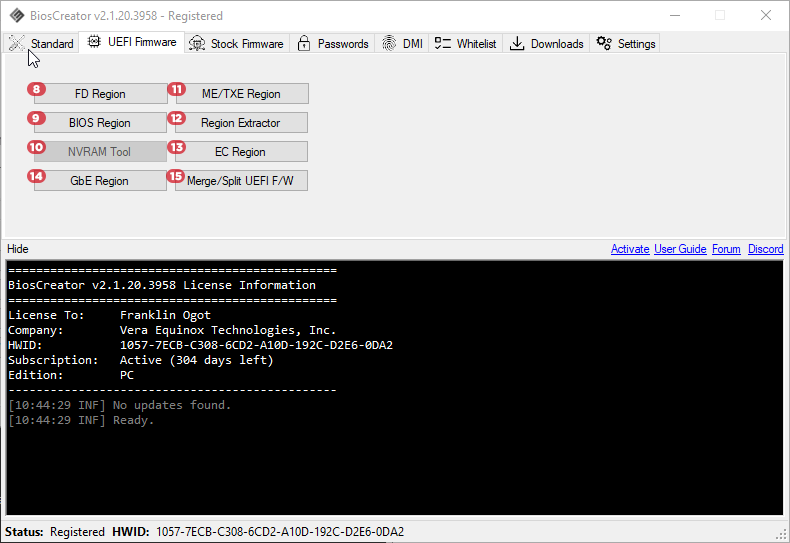 BiosCreator v2.1.20.3958 - Registered
Standard UEFI Firmware Stock Firmware Passwords DMI Whitelist Downloads Settings
8 FD Region 11 ME/TXE Region
9 BIOS Region 12 Region Extractor
10 NVRAM Tool 13 EC Region
14 GbE Region 15 Merge/Split UEFI F/W
Hide Activate User Guide Forum Discord
===============================================
BiosCreator v2.1.20.3958 License Information
===============================================
License To: Franklin Ogot
Company: Vera Equinox Technologies, Inc.
HWID: 1057-7ECB-C308-6CD2-A10D-192C-D2E6-0DA2
Subscription: Active (304 days left)
Edition: PC
-----------------------------------------------
[10:44:29 INF] No updates found.
[10:44:29 INF] Ready.
Status: Registered HWID: 1057-7ECB-C308-6CD2-A10D-192C-D2E6-0DA2